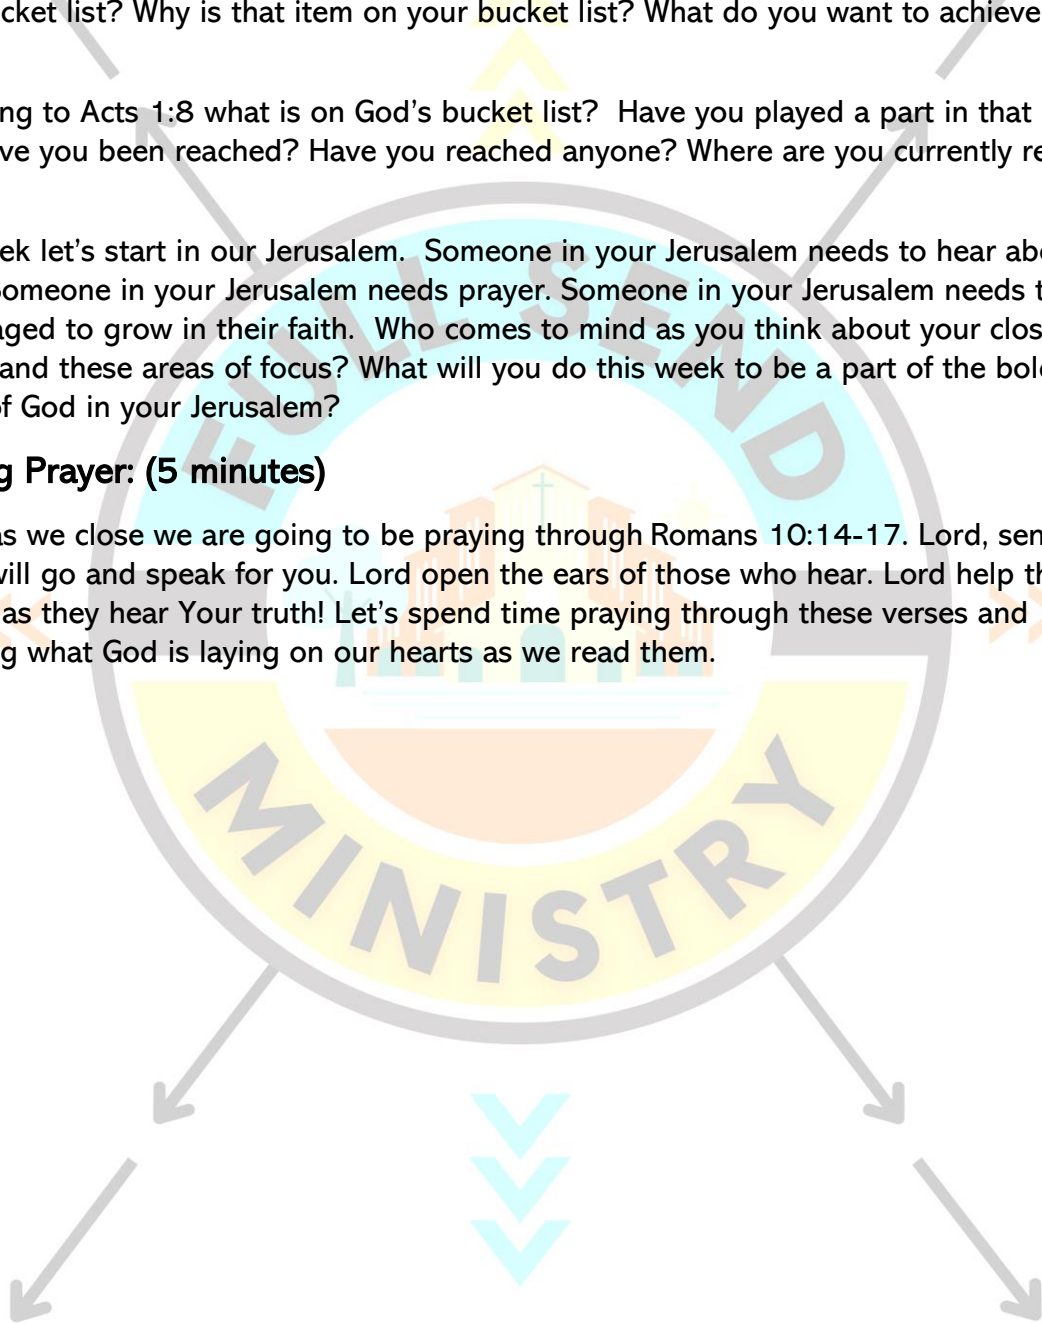 cket list? Why is that item on your bucket list? What do you want to achieve
ng to Acts 1:8 what is on God's bucket list?  Have you played a part in that
ve you been reached? Have you reached anyone? Where are you currently re
ek let's start in our Jerusalem.  Someone in your Jerusalem needs to hear abo
Someone in your Jerusalem needs prayer. Someone in your Jerusalem needs t
aged to grow in their faith.  Who comes to mind as you think about your clos
and these areas of focus? What will you do this week to be a part of the bol
of God in your Jerusalem?
g Prayer: (5 minutes)
as we close we are going to be praying through Romans 10:14-17. Lord, sen
will go and speak for you. Lord open the ears of those who hear. Lord help th
as they hear Your truth! Let's spend time praying through these verses and
g what God is laying on our hearts as we read them.
FULL SEND
MINISTRY